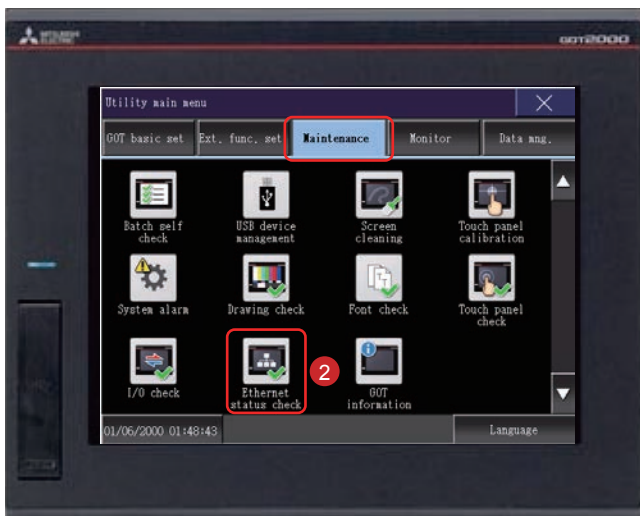 MITSUBISHI
ELECTRIC
GOT2000
Utility main menu
GOT basic set Ext. func. set Maintenance Monitor Data mng.
Batch self check
USB device management
Screen cleaning
Touch panel calibration
System alarm
Drawing check
Font check
Touch panel check
I/O check
Ethernet status check
2
GOT information
01/06/2000 01:48:43 Language